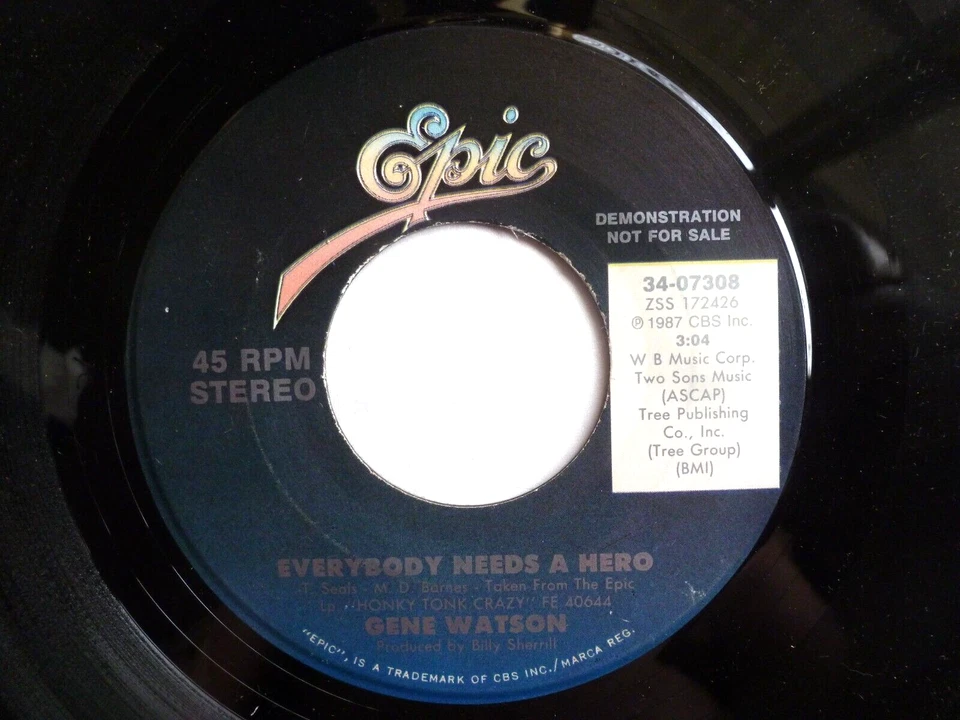 Epic
DEMONSTRATION
NOT FOR SALE
34-07308
ZSS 172426
Ⓟ 1987 CBS Inc.
3:04
W B Music Corp.
Two Sons Music
(ASCAP)
Tree Publishing
Co., Inc.
(Tree Group)
(BMI)
45 RPM
STEREO
EVERYBODY NEEDS A HERO
-T. Seals - M. D. Barnes - Taken From The Epic
Lp "HONKY TONK CRAZY" FE 40644
GENE WATSON
Produced by Billy Sherrill
"EPIC", IS A TRADEMARK OF CBS INC./MARCA REG.